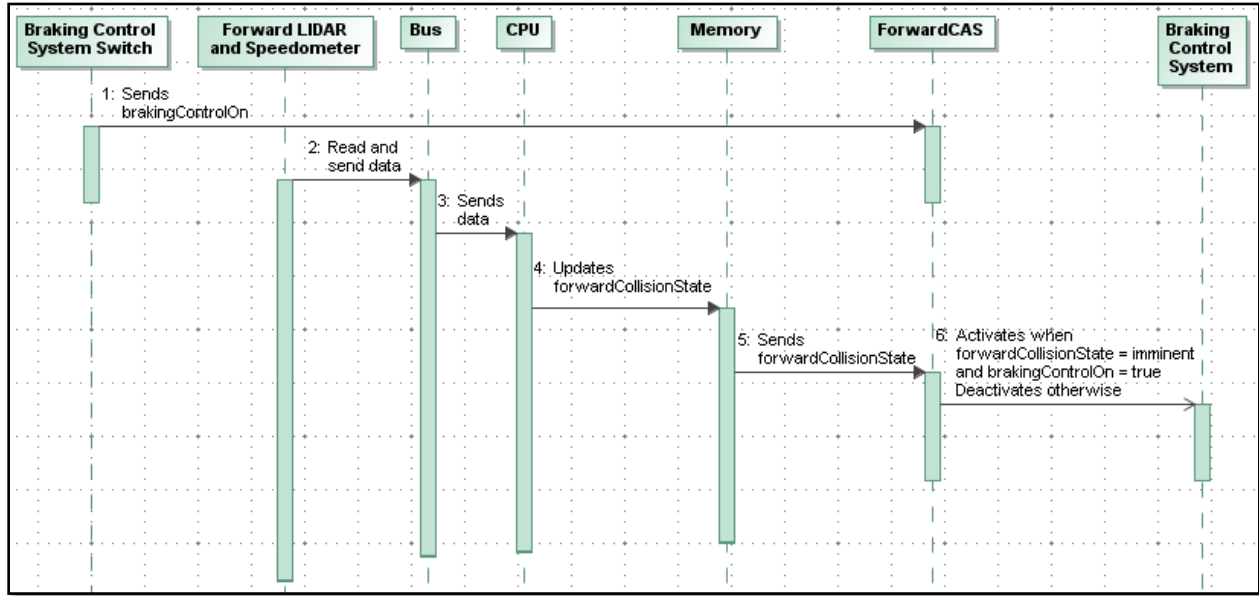 Braking Control
System Switch
Forward LIDAR
and Speedometer
Bus
CPU
Memory
ForwardCAS
Braking
Control
System
1: Sends
brakingControlOn
2: Read and
send data
3: Sends
data
4: Updates
forwardCollisionState
5: Sends
forwardCollisionState
6: Activates when
forwardCollisionState = imminent
and brakingControlOn = true
Deactivates otherwise